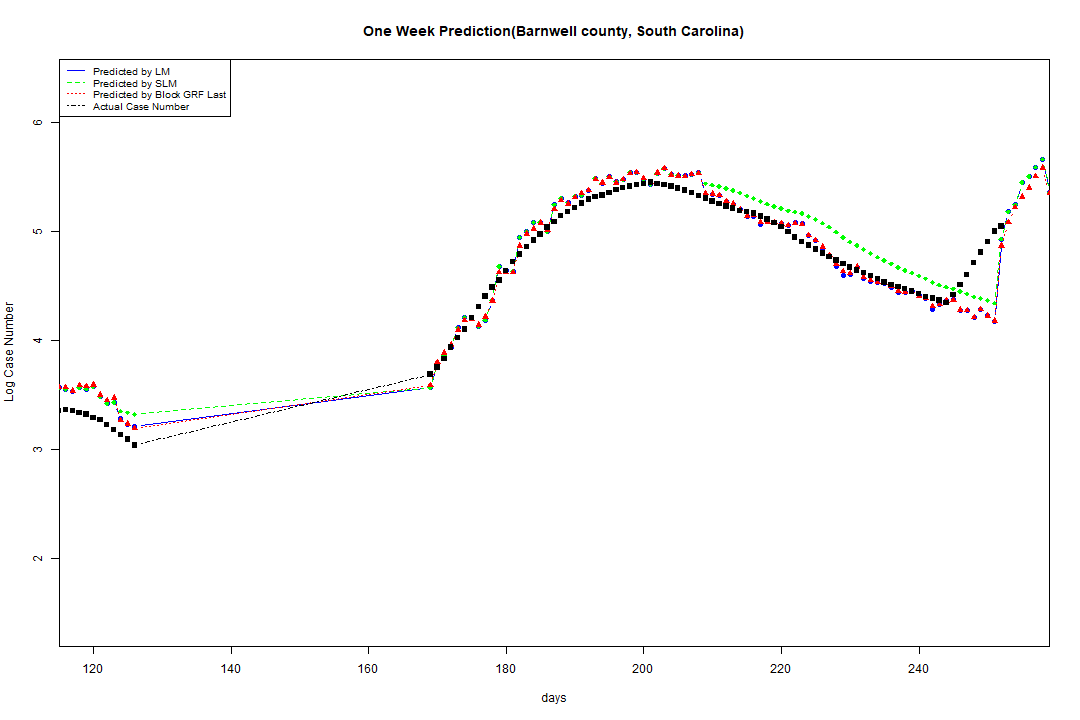 One Week Prediction(Barnwell county, South Carolina)
Predicted by LM
Predicted by SLM
Predicted by Block GRF Last
Actual Case Number
6
5
4
3
2
Log Case Number
120 140 160 180 200 220 240
days